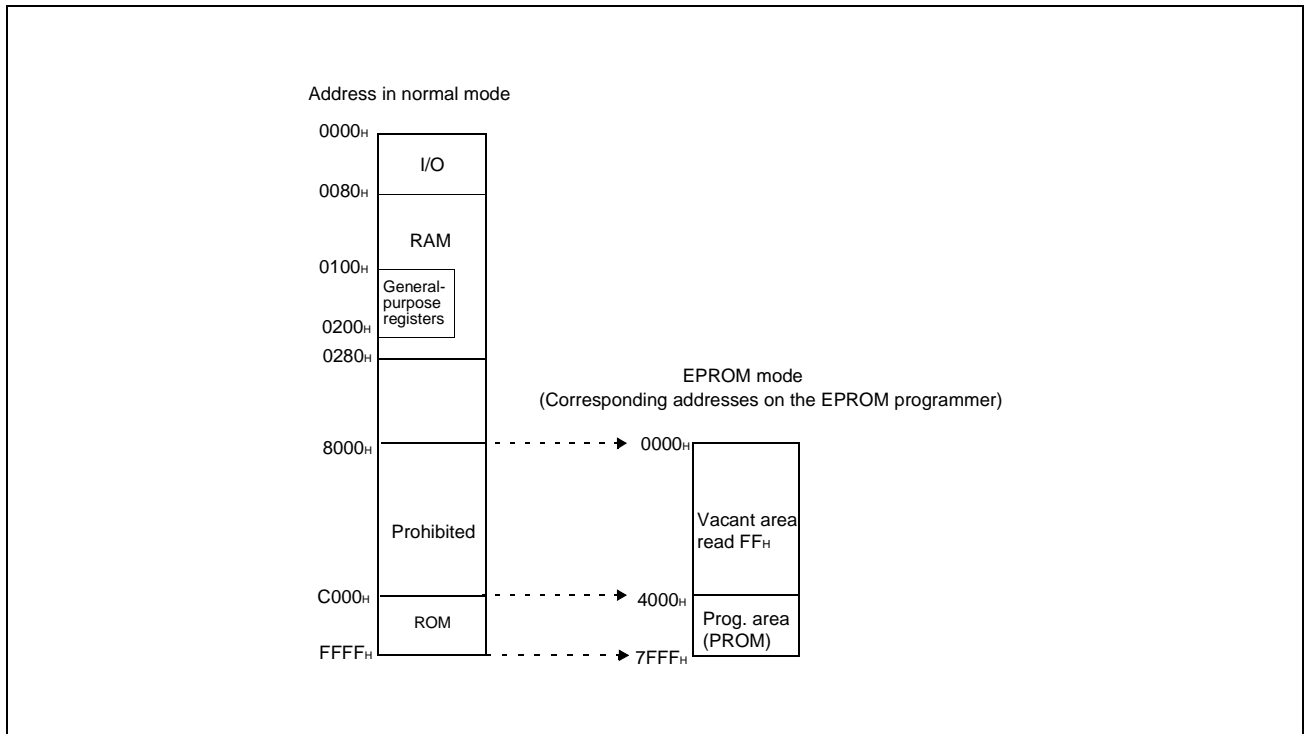 Address in normal mode
0000H
I/O
0080H
RAM
0100H
General-
purpose
registers
0200H
0280H
EPROM mode
(Corresponding addresses on the EPROM programmer)
8000H
0000H
Prohibited
Vacant area
read FFH
C000H
4000H
ROM
Prog. area
(PROM)
FFFFH
7FFFH